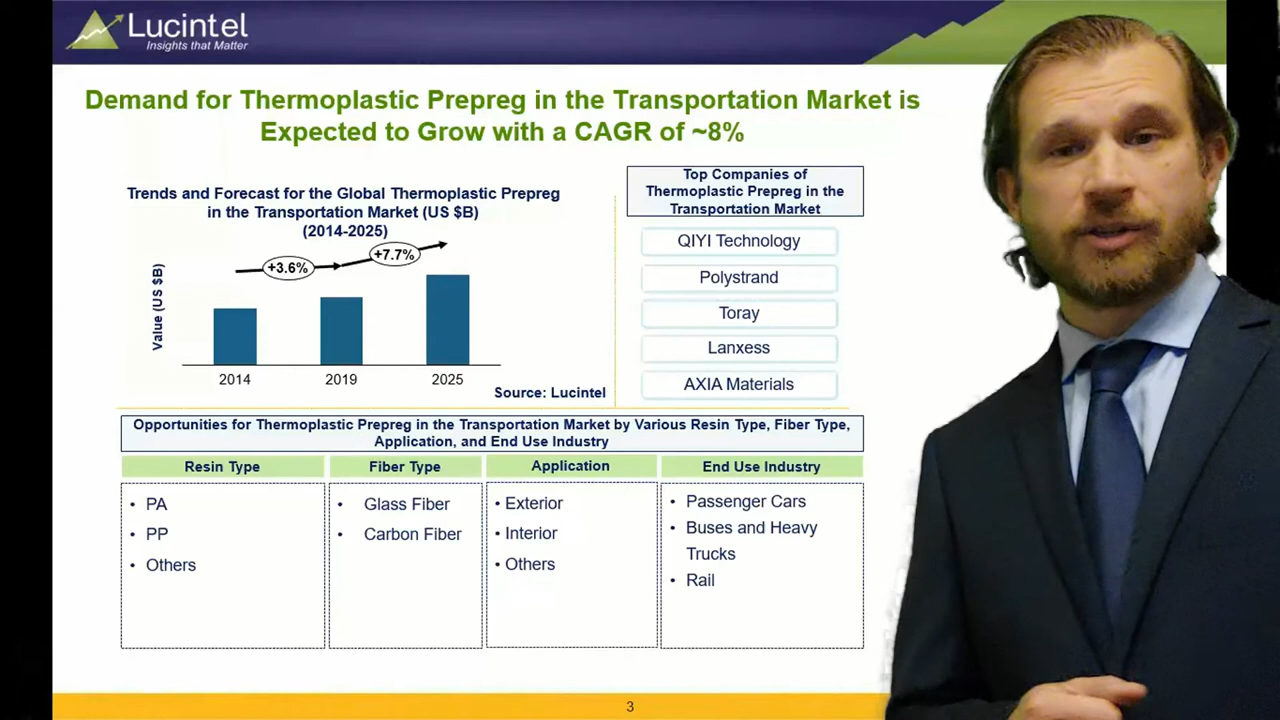 Lucintel
Insights that Matter
Demand for Thermoplastic Prepreg in the Transportation Market is
Expected to Grow with a CAGR of ~8%
Trends and Forecast for the Global Thermoplastic Prepreg
in the Transportation Market (US $B)
(2014-2025)
+3.6%
+7.7%
Value (US $B)
2014
2019
2025
Source: Lucintel
Top Companies of
Thermoplastic Prepreg in the
Transportation Market
QIYI Technology
Polystrand
Toray
Lanxess
AXIA Materials
Opportunities for Thermoplastic Prepreg in the Transportation Market by Various Resin Type, Fiber Type,
Application, and End Use Industry
Resin Type
• PA
• PP
• Others
Fiber Type
• Glass Fiber
• Carbon Fiber
Application
• Exterior
• Interior
• Others
End Use Industry
• Passenger Cars
• Buses and Heavy
Trucks
• Rail
3